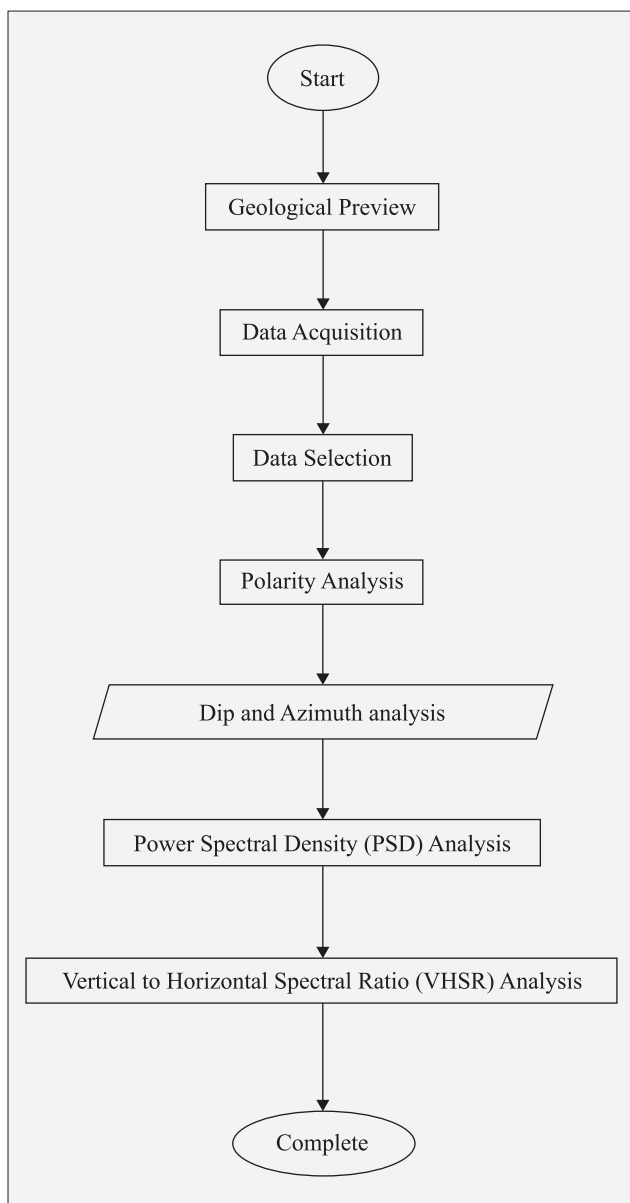 Start
Geological Preview
Data Acquisition
Data Selection
Polarity Analysis
Dip and Azimuth analysis
Power Spectral Density (PSD) Analysis
Vertical to Horizontal Spectral Ratio (VHSR) Analysis
Complete